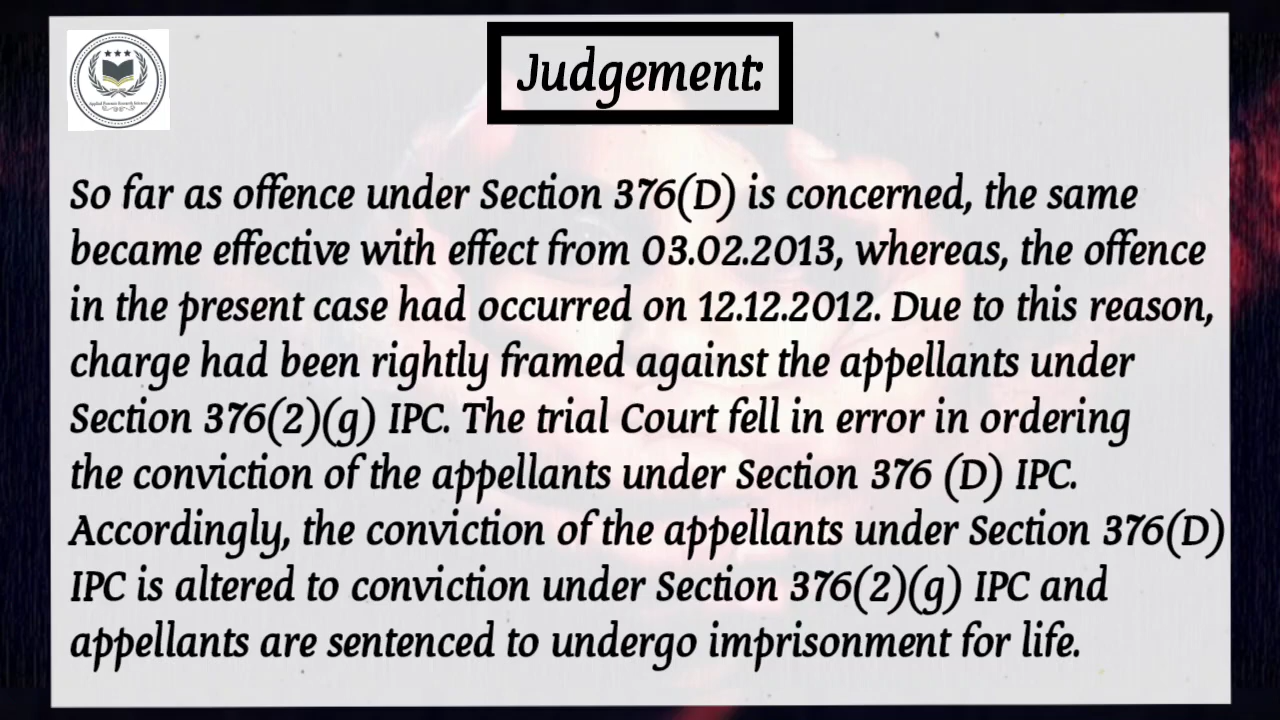 Judgement:
So far as offence under Section 376(D) is concerned, the same
became effective with effect from 03.02.2013, whereas, the offence
in the present case had occurred on 12.12.2012. Due to this reason,
charge had been rightly framed against the appellants under
Section 376(2)(g) IPC. The trial Court fell in error in ordering
the conviction of the appellants under Section 376 (D) IPC.
Accordingly, the conviction of the appellants under Section 376(D)
IPC is altered to conviction under Section 376(2)(g) IPC and
appellants are sentenced to undergo imprisonment for life.